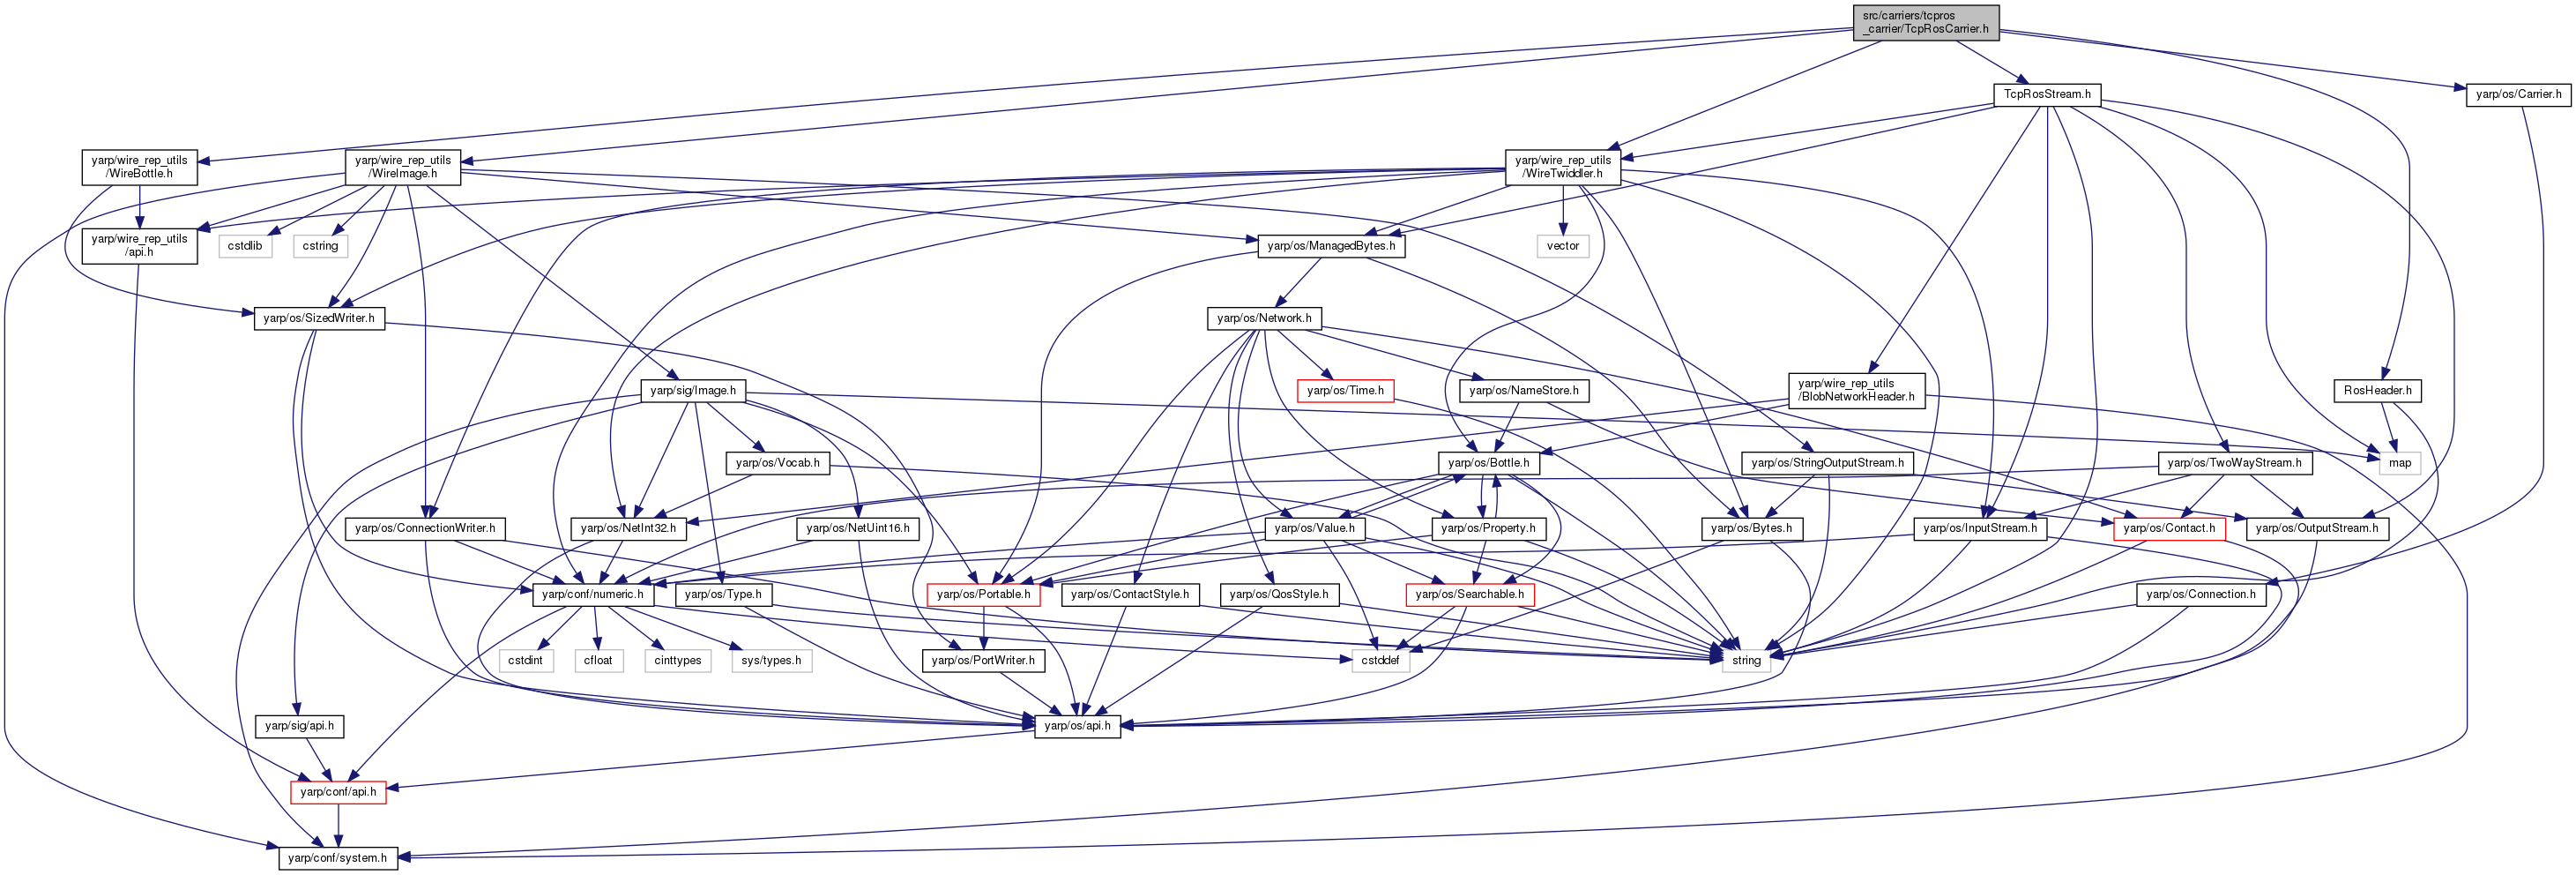 src/carriers/tcpros
_carrier/TcpRosCarrier.h
TcpRosStream.h
yarp/os/Carrier.h
yarp/wire_rep_utils
/WireBottle.h
yarp/wire_rep_utils
/WireImage.h
yarp/wire_rep_utils
/WireTwiddler.h
yarp/wire_rep_utils
/api.h
cstdlib
cstring
yarp/os/ManagedBytes.h
vector
yarp/os/SizedWriter.h
yarp/os/Network.h
yarp/sig/Image.h
yarp/os/Time.h
yarp/os/NameStore.h
yarp/wire_rep_utils
/BlobNetworkHeader.h
RosHeader.h
yarp/os/Vocab.h
yarp/os/Bottle.h
yarp/os/StringOutputStream.h
yarp/os/TwoWayStream.h
map
yarp/os/ConnectionWriter.h
yarp/os/NetInt32.h
yarp/os/NetUint16.h
yarp/os/Value.h
yarp/os/Property.h
yarp/os/Bytes.h
yarp/os/InputStream.h
yarp/os/Contact.h
yarp/os/OutputStream.h
yarp/conf/numeric.h
yarp/os/Type.h
yarp/os/Portable.h
yarp/os/ContactStyle.h
yarp/os/QosStyle.h
yarp/os/Searchable.h
yarp/os/Connection.h
cstdint
cfloat
cinttypes
sys/types.h
cstddef
yarp/os/PortWriter.h
string
yarp/sig/api.h
yarp/os/api.h
yarp/conf/api.h
yarp/conf/system.h